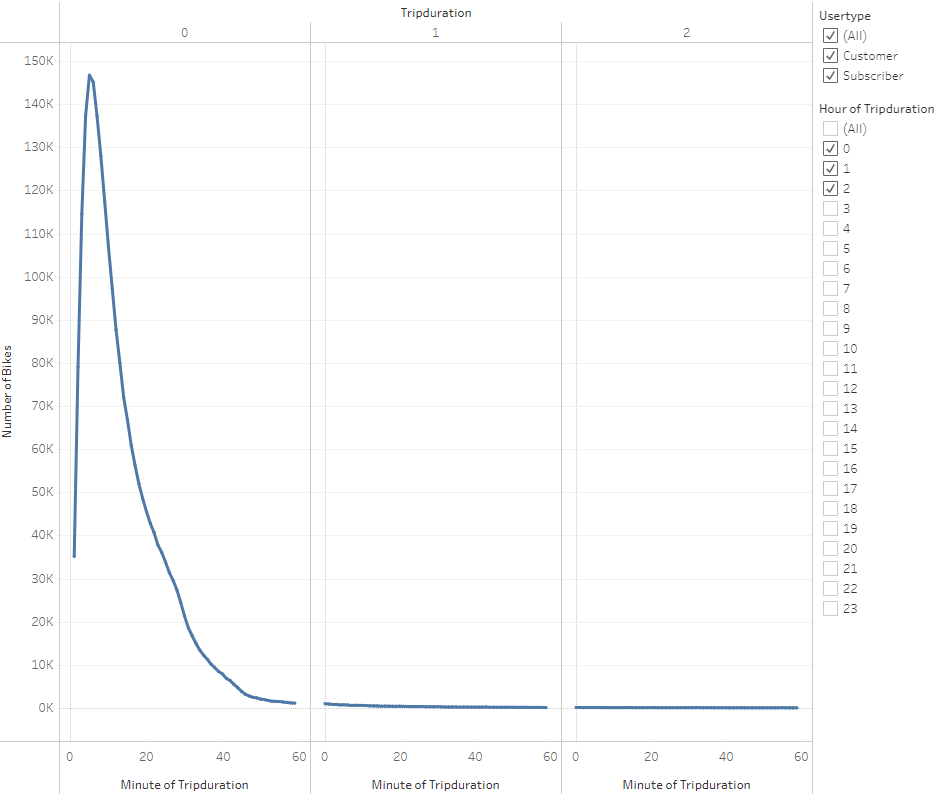 Tripduration
0 1 2
150K
140K
130K
120K
110K
100K
90K
80K
70K
60K
50K
40K
30K
20K
10K
0K
Number of Bikes
0 20 40 60 0 20 40 60 0 20 40 60
Minute of Tripduration Minute of Tripduration Minute of Tripduration
Usertype
(All)
Customer
Subscriber
Hour of Tripduration
(All)
0
1
2
3
4
5
6
7
8
9
10
11
12
13
14
15
16
17
18
19
20
21
22
23